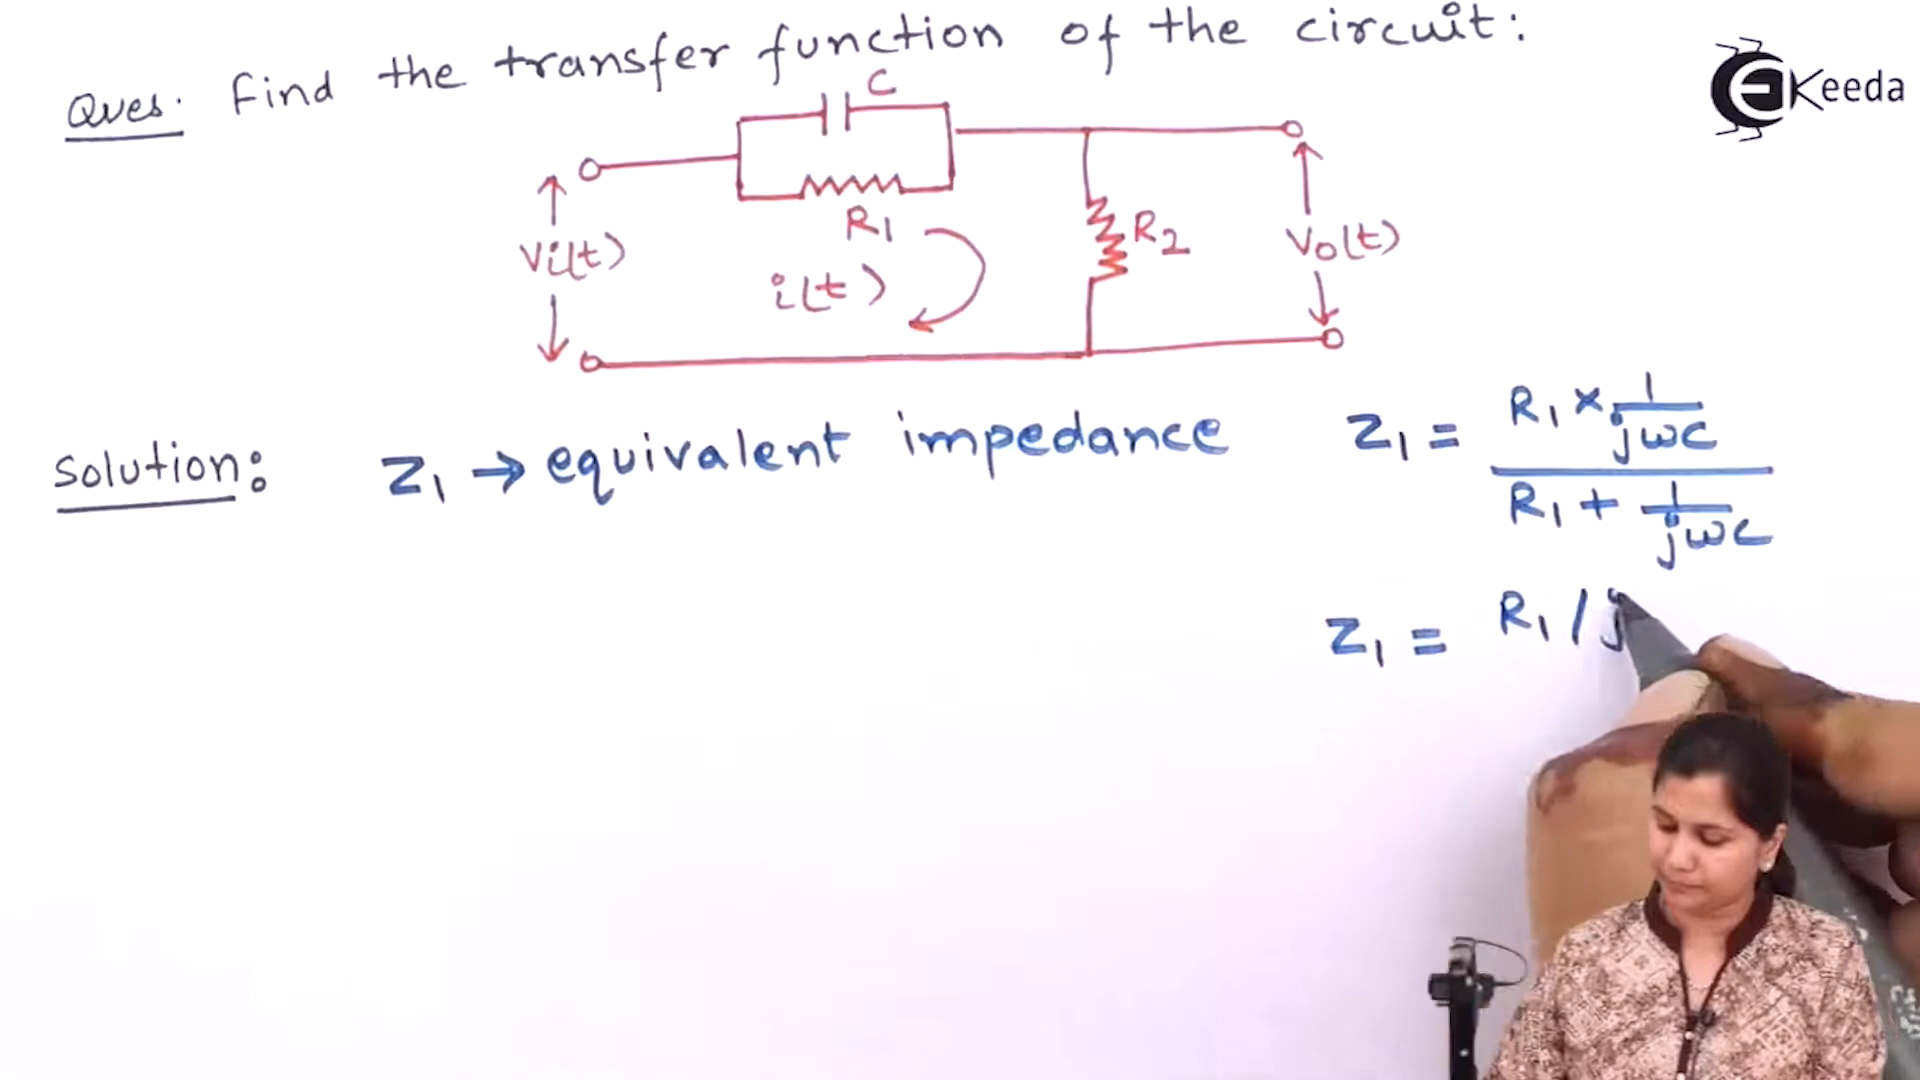 Ques. Find the transfer function of the circuit:
Keeda
C
R1
R2
Vi(t)
i(t)
Vo(t)
Solution: Z1 → equivalent impedance
Z1 = (R1 × 1/jωC) / (R1 + 1/jωC)
Z1 = R1 / j